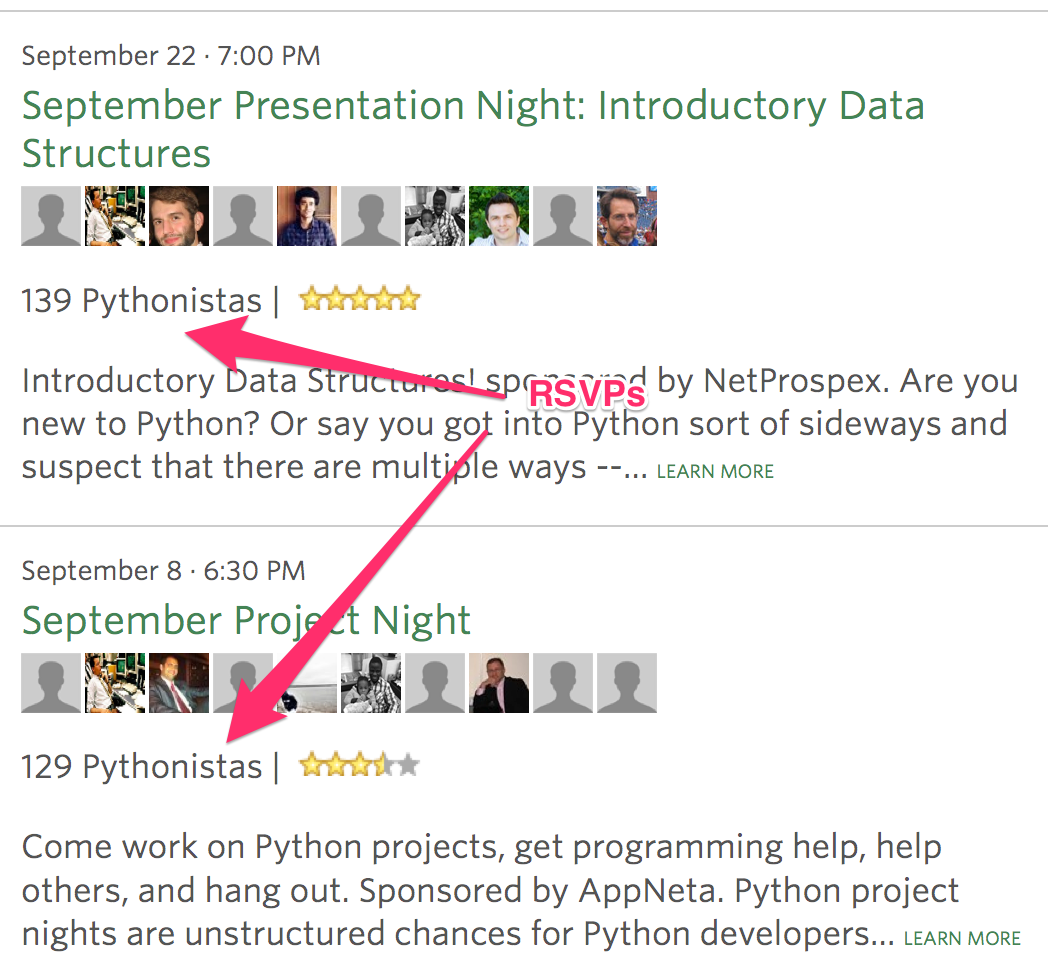 September 22 · 7:00 PM
September Presentation Night: Introductory Data
Structures
139 Pythonistas |
Introductory Data Structures! sponsored by NetProspex. Are you
RSVPs
new to Python? Or say you got into Python sort of sideways and
suspect that there are multiple ways --... LEARN MORE
September 8 · 6:30 PM
September Project Night
129 Pythonistas |
Come work on Python projects, get programming help, help
others, and hang out. Sponsored by AppNeta. Python project
nights are unstructured chances for Python developers... LEARN MORE